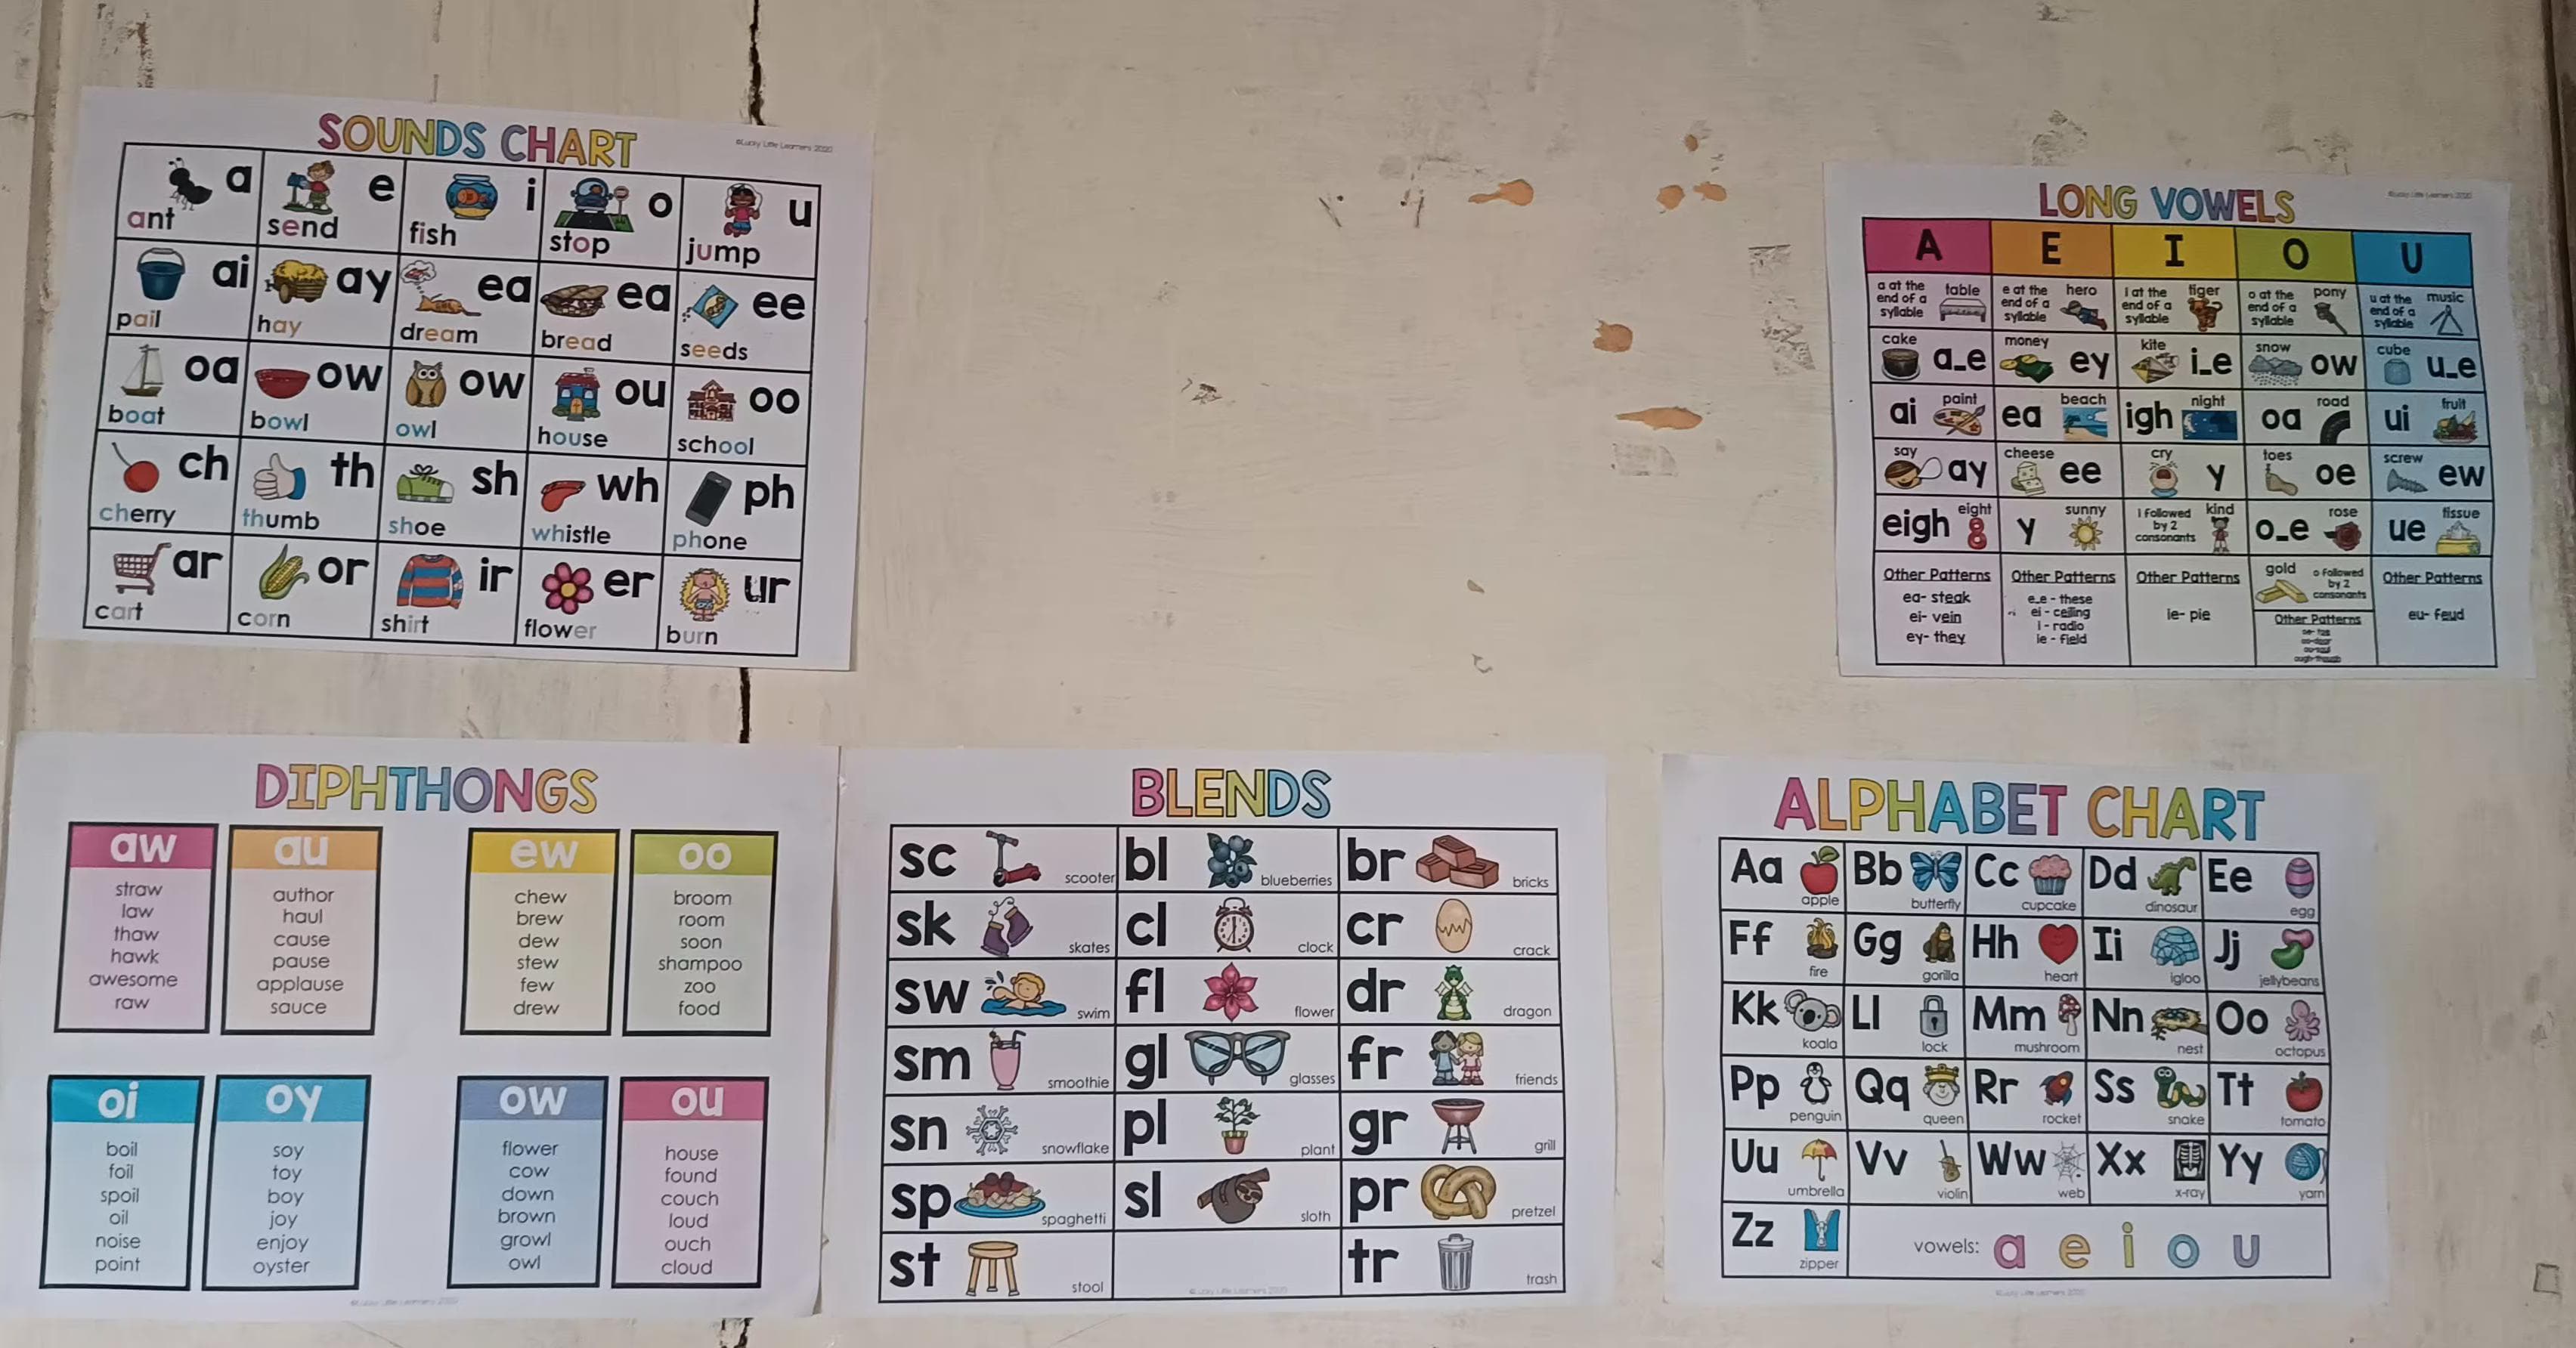 SOUNDS CHART
©Lucky Little Learners 2020
a e i o u
ant send fish stop jump
ai ay ea ea ee
pail hay dream bread seeds
oa ow ow ou oo
boat bowl owl house school
ch th sh wh ph
cherry thumb shoe whistle phone
ar or ir er ur
cart corn shirt flower burn
LONG VOWELS
©Lucky Little Learners 2020
A E I O U
a at the end of a syllable table
e at the end of a syllable hero
I at the end of a syllable tiger
o at the end of a syllable pony
u at the end of a syllable music
cake a_e money ey kite i_e snow ow cube u_e
ai paint ea beach igh night oa road ui fruit
say ay cheese ee cry y toes oe screw ew
eigh eight y sunny I followed by 2 consonants kind o_e rose ue tissue
Other Patterns
ea- steak
ei- vein
ey- they
Other Patterns
e_e - these
ei - ceiling
i - radio
ie - field
Other Patterns
ie- pie
gold o followed by 2 consonants
Other Patterns
Other Patterns
eu- feud
DIPHTHONGS
aw
straw
law
thaw
hawk
awesome
raw
au
author
haul
cause
pause
applause
sauce
ew
chew
brew
dew
stew
few
drew
oo
broom
room
soon
shampoo
zoo
food
oi
boil
foil
spoil
oil
noise
point
oy
soy
toy
boy
joy
enjoy
oyster
ow
flower
cow
down
brown
growl
owl
ou
house
found
couch
loud
ouch
cloud
©Lucky Little Learners 2020
BLENDS
sc scooter bl blueberries br bricks
sk skates cl clock cr crack
sw swim fl flower dr dragon
sm smoothie gl glasses fr friends
sn snowflake pl plant gr grill
sp spaghetti sl sloth pr pretzel
st stool tr trash
©Lucky Little Learners 2020
ALPHABET CHART
Aa apple Bb butterfly Cc cupcake Dd dinosaur Ee egg
Ff fire Gg gorilla Hh heart Ii igloo Jj jellybeans
Kk koala Ll lock Mm mushroom Nn nest Oo octopus
Pp penguin Qq queen Rr rocket Ss snake Tt tomato
Uu umbrella Vv violin Ww web Xx x-ray Yy yarn
Zz zipper vowels: a e i o u
©Lucky Little Learners 2020